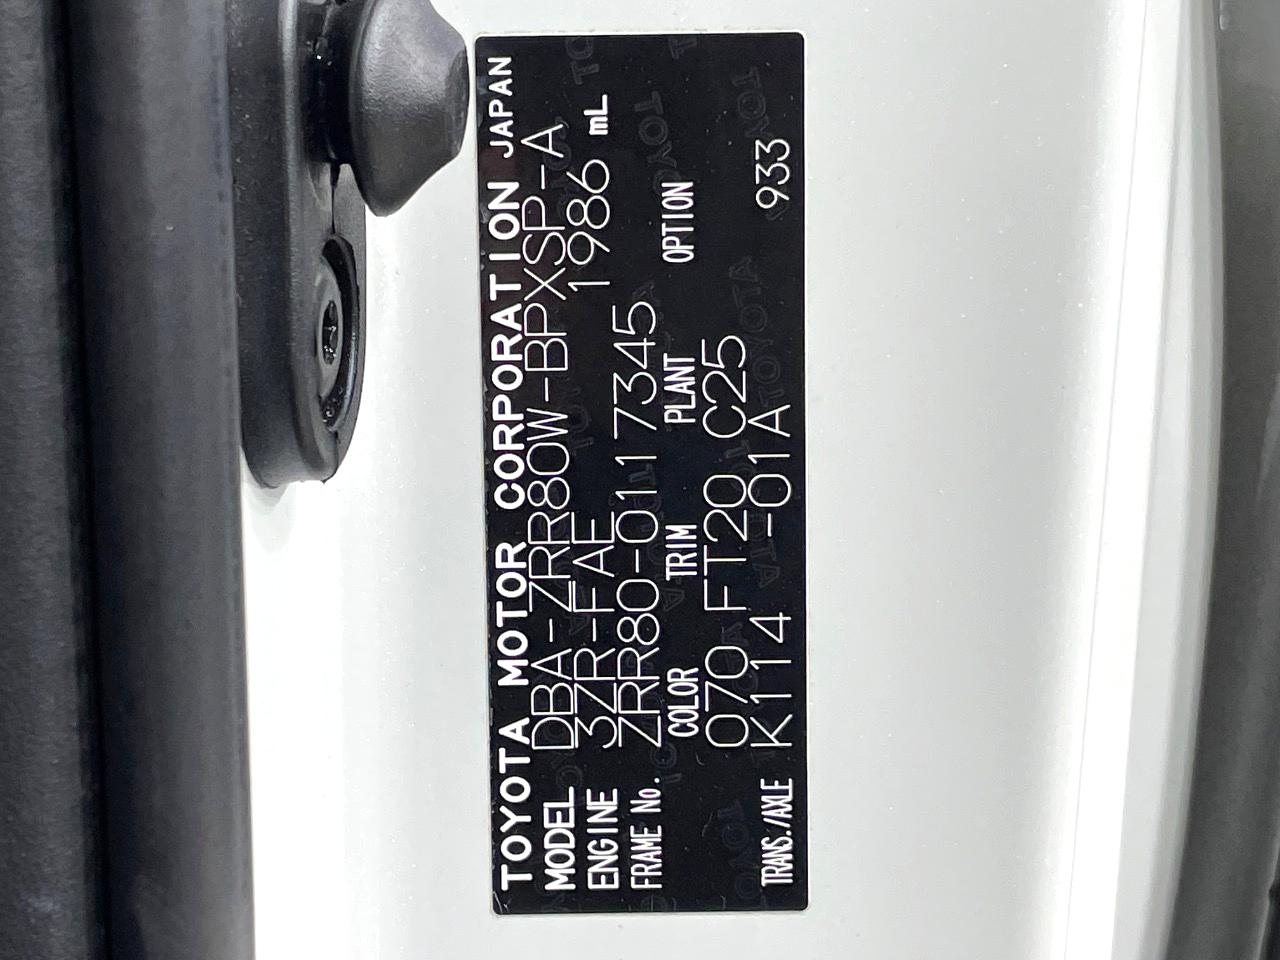 TOYOTA MOTOR CORPORATION JAPAN
MODEL DBA-ZRR80W-BPXSP-A
ENGINE 3ZR-FAE 1986 mL
FRAME No. ZRR80-0117345
COLOR TRIM PLANT OPTION
070 FT20 C25
TRANS./AXLE K114 -01A 933